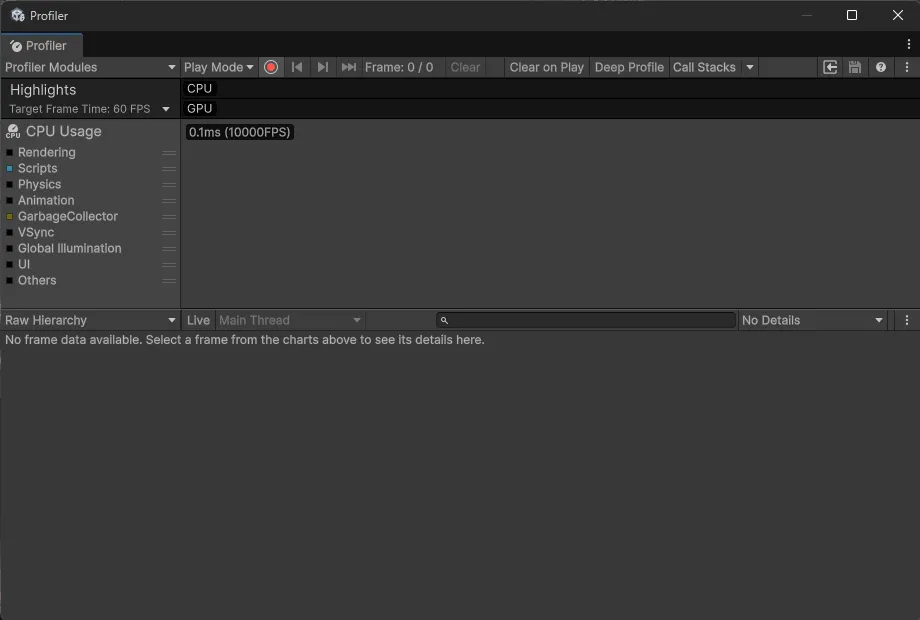 Profiler
Profiler
Profiler Modules Play Mode Frame: 0 / 0 Clear Clear on Play Deep Profile Call Stacks
Highlights CPU
Target Frame Time: 60 FPS GPU
CPU CPU Usage 0.1ms (10000FPS)
Rendering
Scripts
Physics
Animation
GarbageCollector
VSync
Global Illumination
UI
Others
Raw Hierarchy Live Main Thread No Details
No frame data available. Select a frame from the charts above to see its details here.